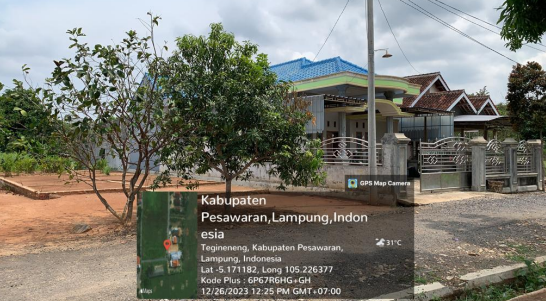 GPS Map Camera
Kabupaten
Pesawaran,Lampung,Indon
esia
Tegineneng, Kabupaten Pesawaran,
Lampung, Indonesia
Lat -5.171182, Long 105.226377
Kode Plus : 6P67R6HG+GH
12/26/2023 12:25 PM GMT+07:00
31°C
Maps